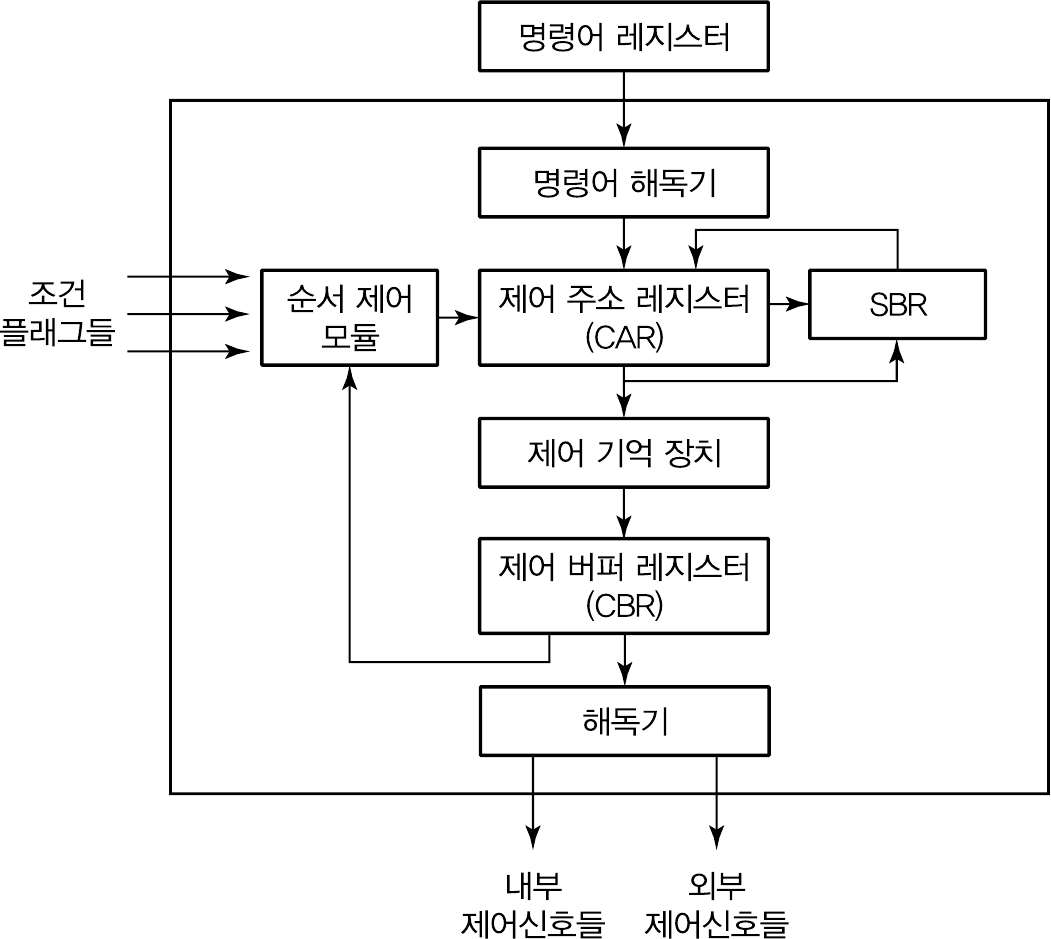 명령어 레지스터
명령어 해독기
조건
플래그들
순서 제어
모듈
제어 주소 레지스터
(CAR)
SBR
제어 기억 장치
제어 버퍼 레지스터
(CBR)
해독기
내부
제어신호들
외부
제어신호들